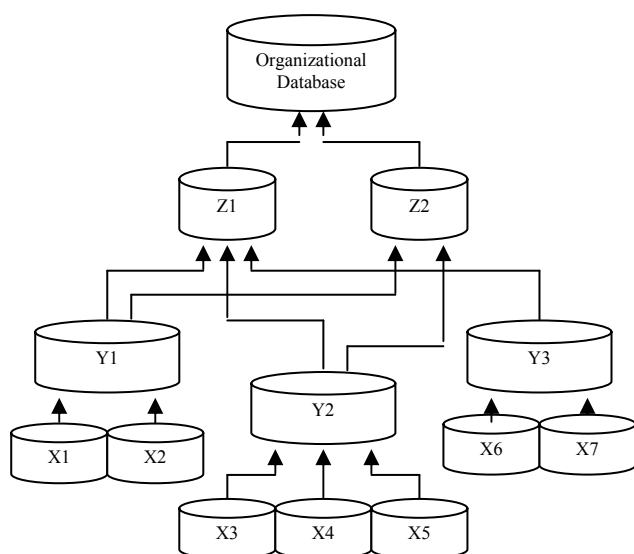 Organizational
Database
Z1
Z2
Y1
Y2
Y3
X1
X2
X6
X7
X3
X4
X5